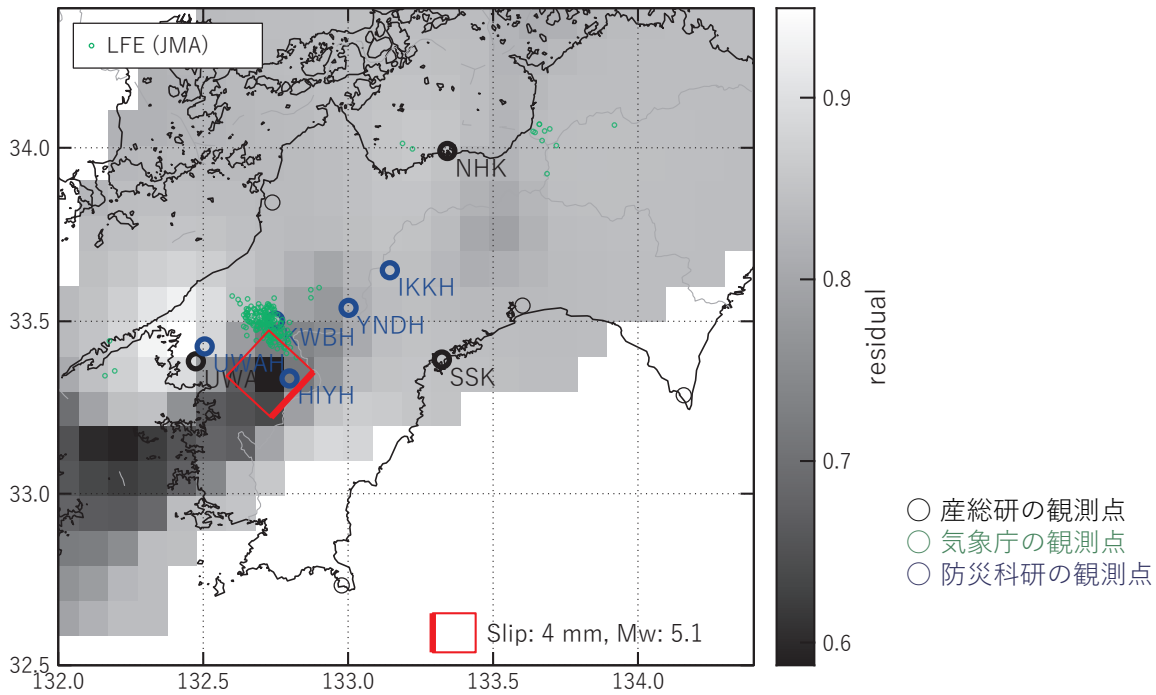 LFE (JMA)
34.0
33.5
33.0
32.5
132.0
132.5
133.0
133.5
134.0
NHK
IKKH
YNDH
KWBH
UWAH
UWA
HIYH
SSK
Slip: 4 mm, Mw: 5.1
0.9
0.8
0.7
0.6
residual
○ 産総研の観測点
○ 気象庁の観測点
○ 防災科研の観測点